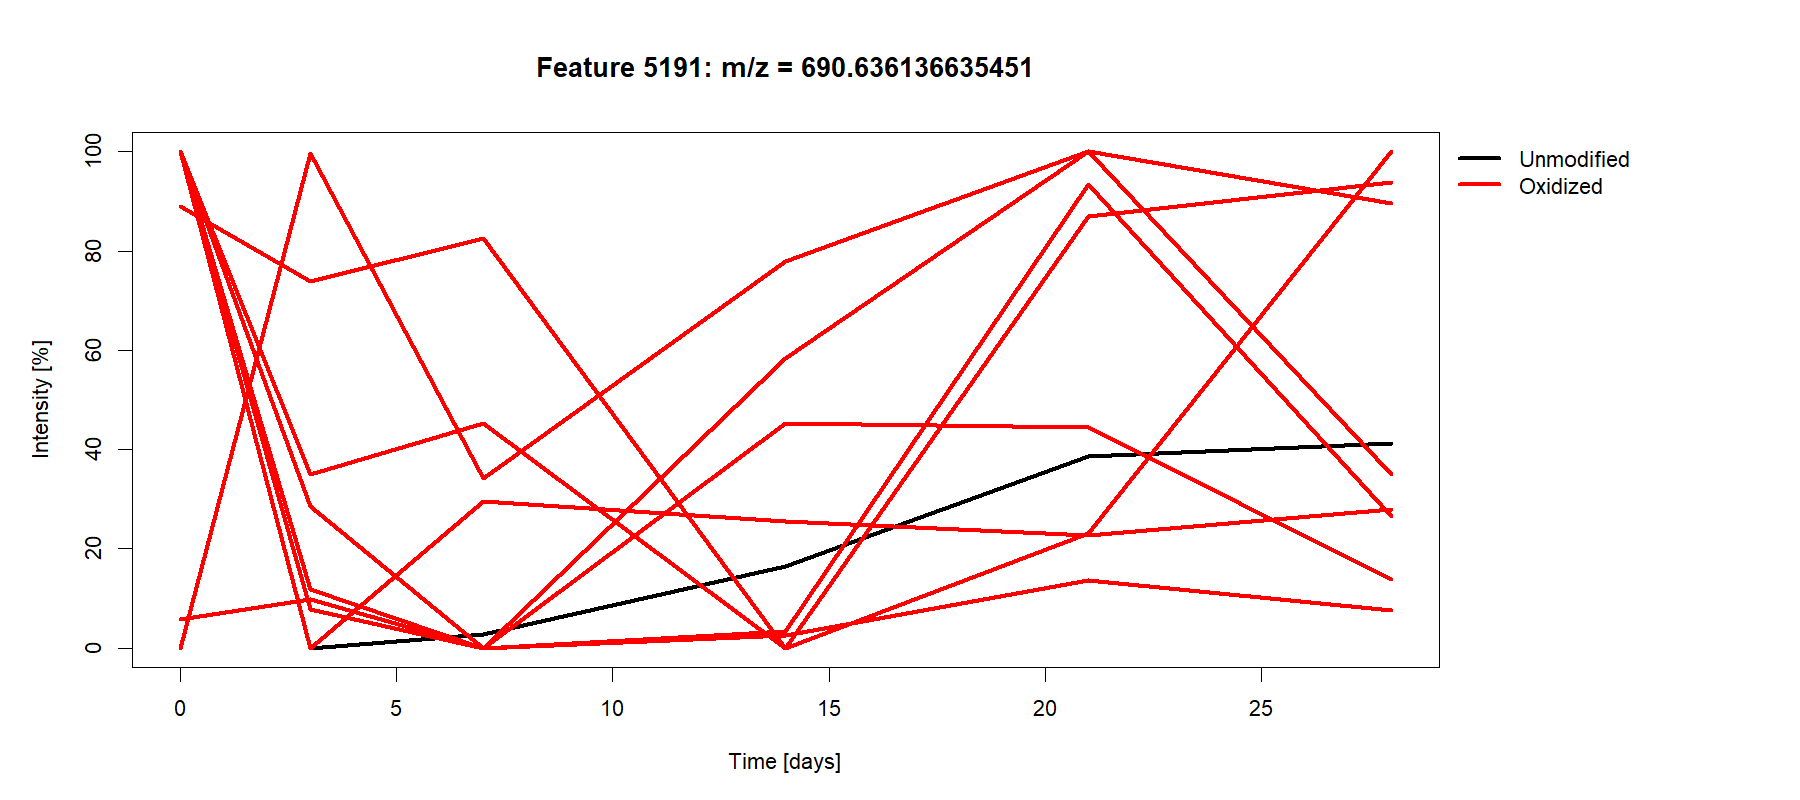 Feature 5191: m/z = 690.636136635451
Unmodified
Oxidized
Intensity [%]
100
80
60
40
20
0
0 5 10 15 20 25
Time [days]